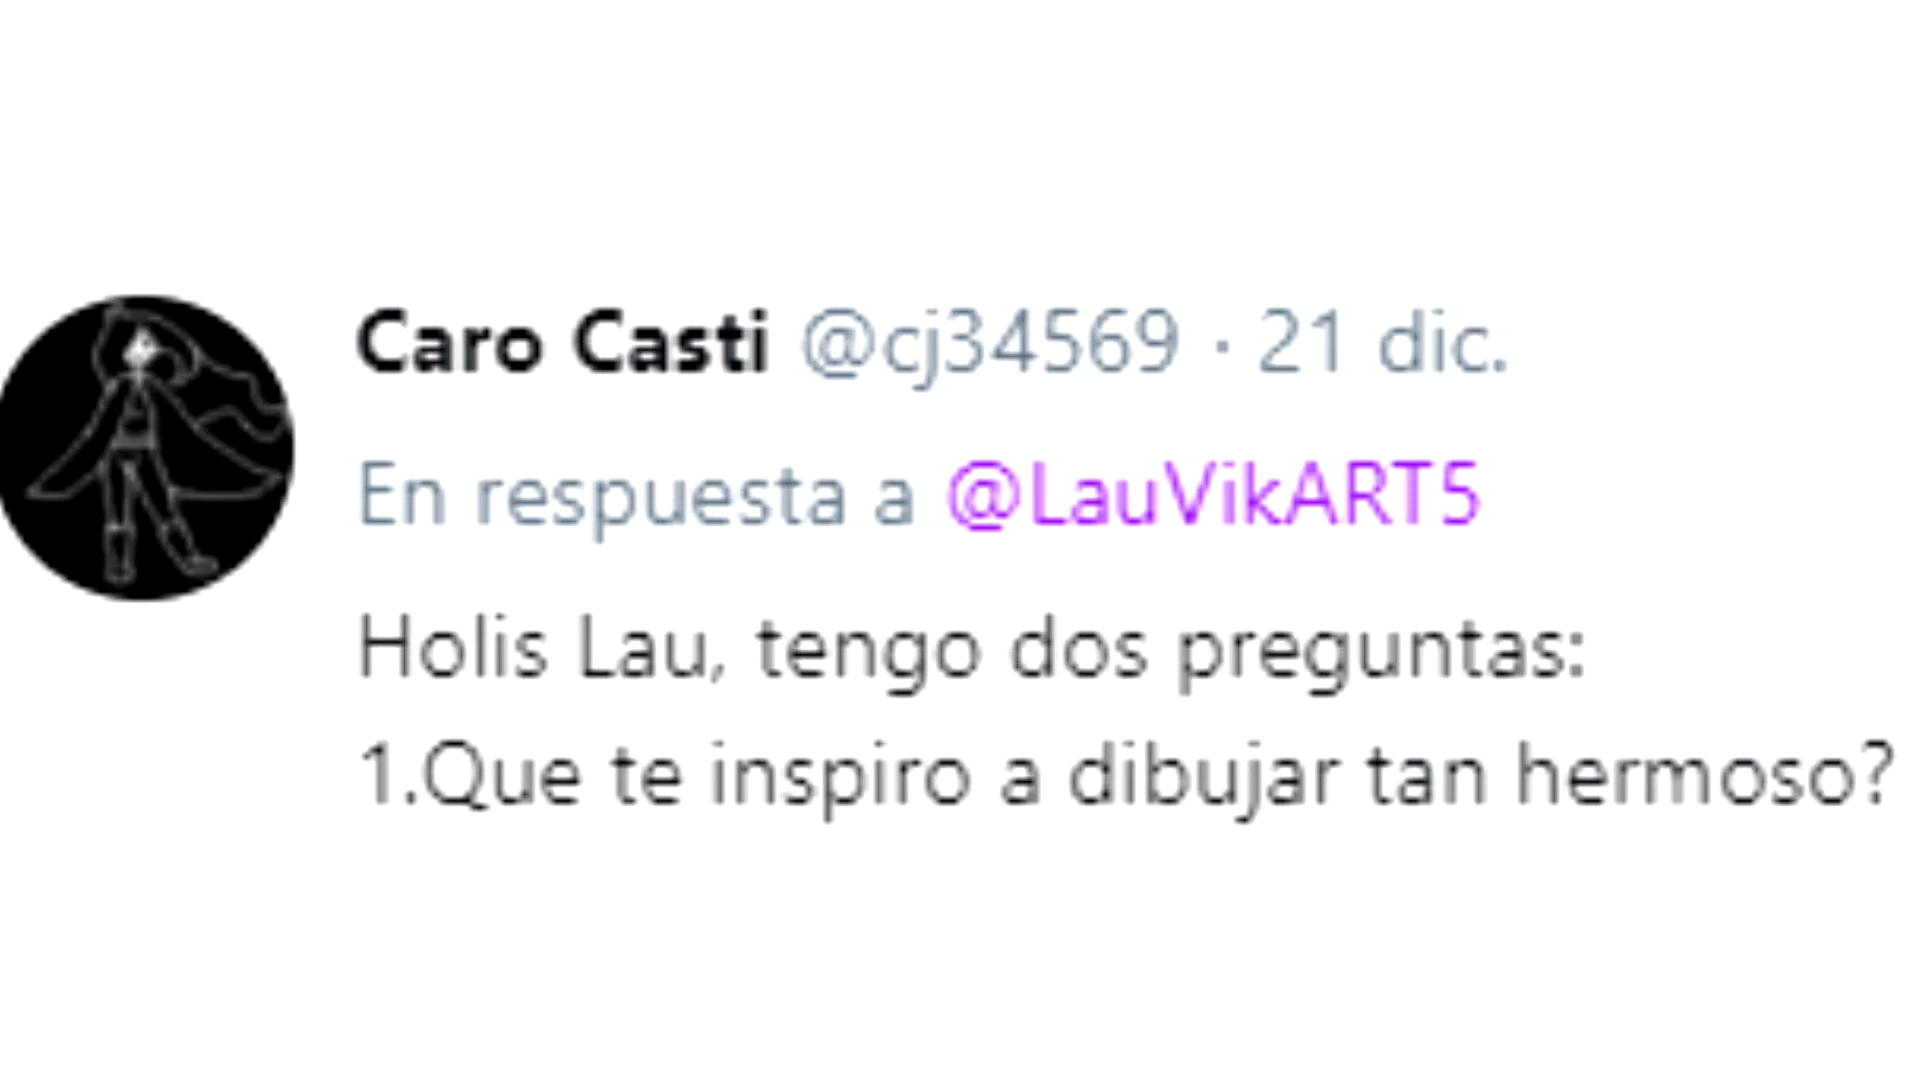 Caro Casti @cj34569 · 21 dic.
En respuesta a @LauVikART5
Holis Lau, tengo dos preguntas:
1.Que te inspiro a dibujar tan hermoso?